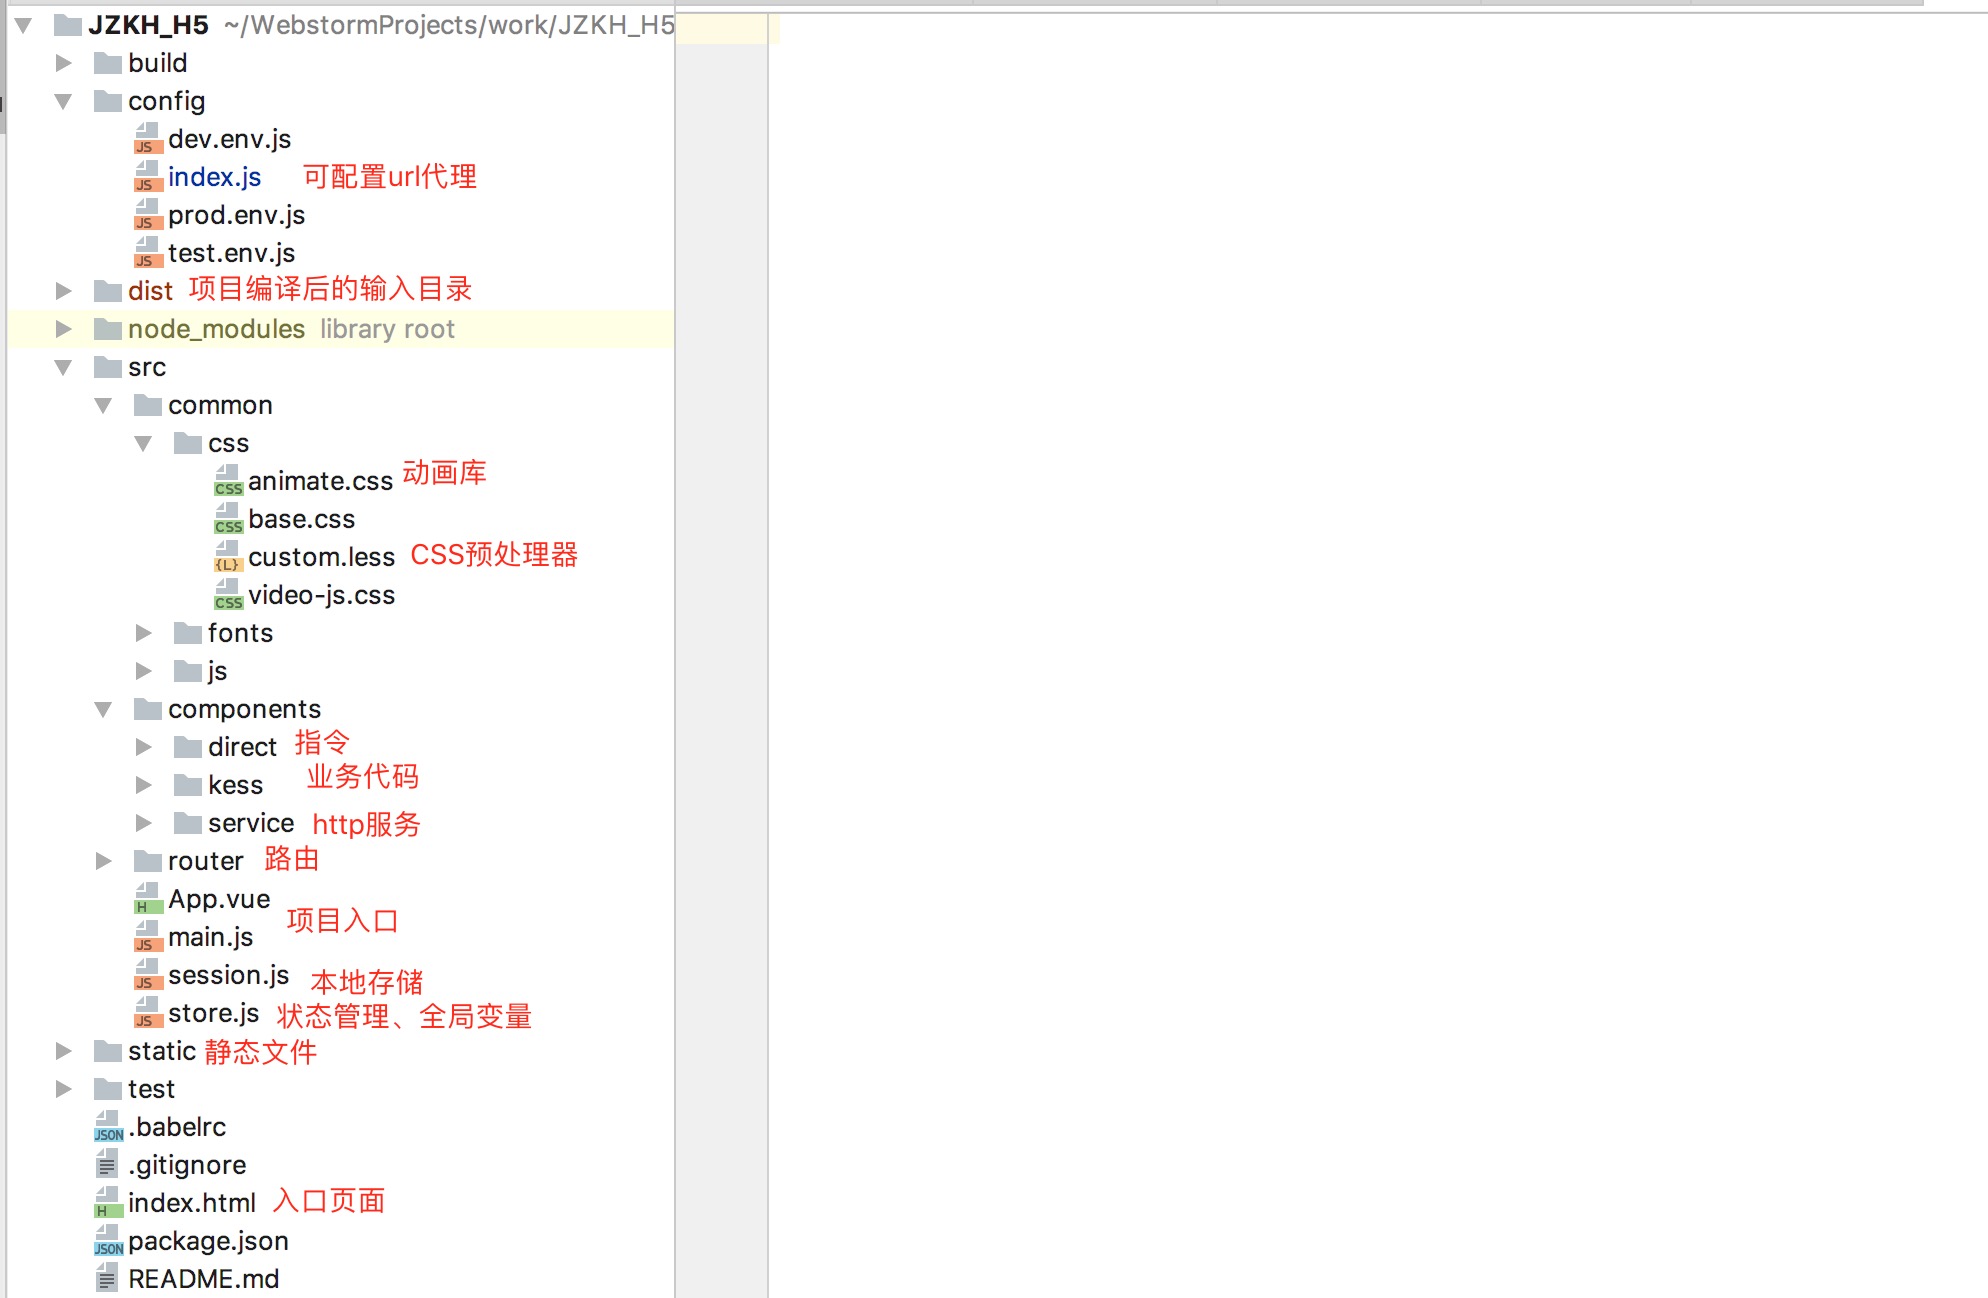 JZKH_H5 ~/WebstormProjects/work/JZKH_H5
build
config
JS dev.env.js
JS index.js 可配置url代理
JS prod.env.js
JS test.env.js
dist 项目编译后的输入目录
node_modules library root
src
common
css
CSS animate.css 动画库
CSS base.css
{L} custom.less CSS预处理器
CSS video-js.css
fonts
js
components
direct 指令
kess 业务代码
service http服务
router 路由
H App.vue
项目入口
JS main.js
JS session.js 本地存储
JS store.js 状态管理、全局变量
static 静态文件
test
JSON .babelrc
.gitignore
H index.html 入口页面
JSON package.json
README.md